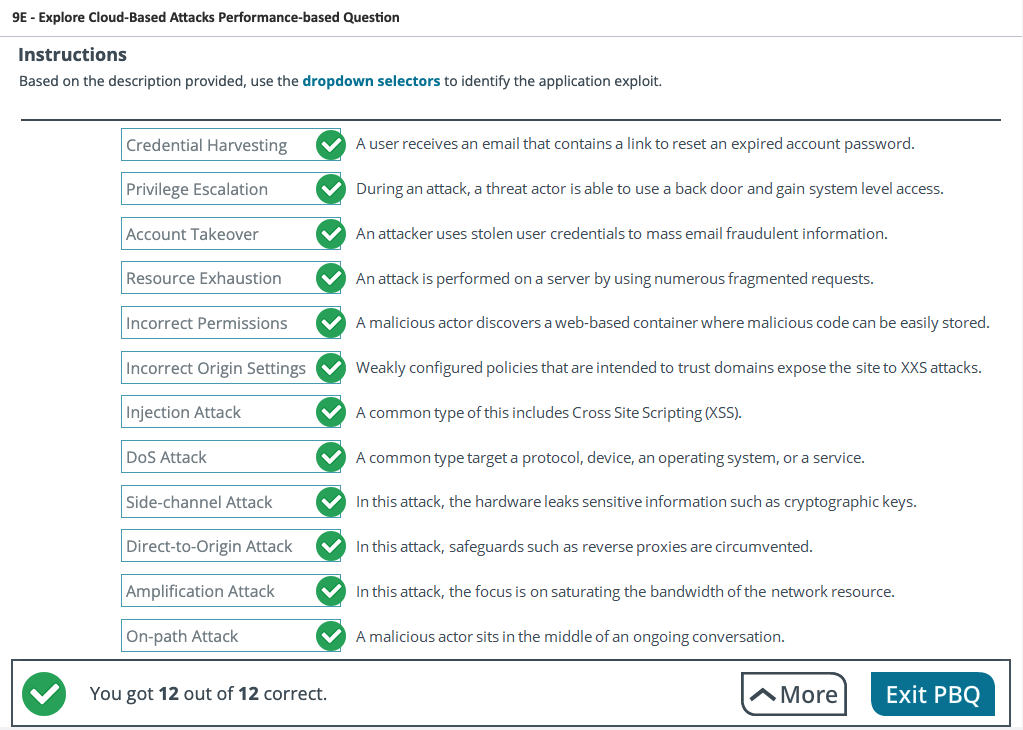 9E - Explore Cloud-Based Attacks Performance-based Question
Instructions
Based on the description provided, use the dropdown selectors to identify the application exploit.
Credential Harvesting A user receives an email that contains a link to reset an expired account password.
Privilege Escalation During an attack, a threat actor is able to use a back door and gain system level access.
Account Takeover An attacker uses stolen user credentials to mass email fraudulent information.
Resource Exhaustion An attack is performed on a server by using numerous fragmented requests.
Incorrect Permissions A malicious actor discovers a web-based container where malicious code can be easily stored.
Incorrect Origin Settings Weakly configured policies that are intended to trust domains expose the site to XXS attacks.
Injection Attack A common type of this includes Cross Site Scripting (XSS).
DoS Attack A common type target a protocol, device, an operating system, or a service.
Side-channel Attack In this attack, the hardware leaks sensitive information such as cryptographic keys.
Direct-to-Origin Attack In this attack, safeguards such as reverse proxies are circumvented.
Amplification Attack In this attack, the focus is on saturating the bandwidth of the network resource.
On-path Attack A malicious actor sits in the middle of an ongoing conversation.
You got 12 out of 12 correct. More Exit PBQ